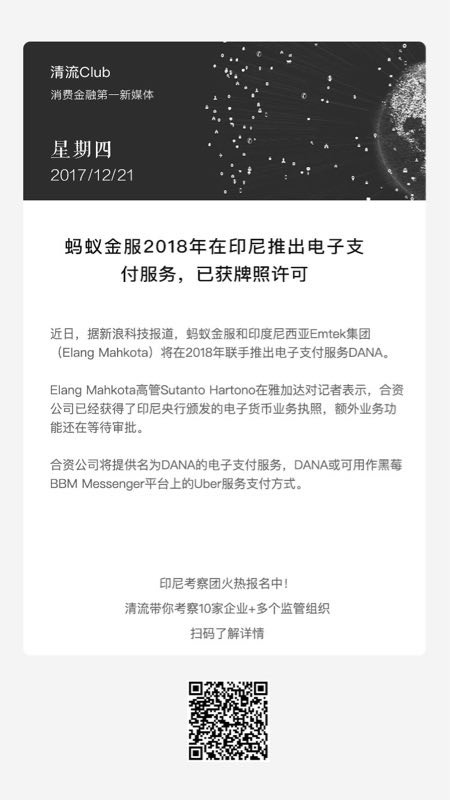 清流Club
消费金融第一新媒体
星期四
2017/12/21
蚂蚁金服2018年在印尼推出电子支
付服务，已获牌照许可
近日，据新浪科技报道，蚂蚁金服和印度尼西亚Emtek集团
（Elang Mahkota）将在2018年联手推出电子支付服务DANA。
Elang Mahkota高管Sutanto Hartono在雅加达对记者表示，合资
公司已经获得了印尼央行颁发的电子货币业务执照，额外业务功
能还在等待审批。
合资公司将提供名为DANA的电子支付服务，DANA或可用作黑莓
BBM Messenger平台上的Uber服务支付方式。
印尼考察团火热报名中！
清流带你考察10家企业+多个监管组织
扫码了解详情